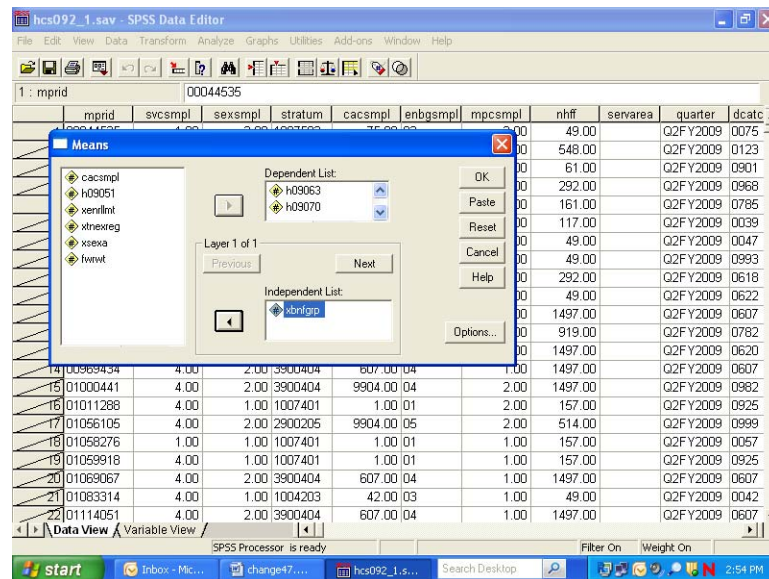 hcs092_1.sav - SPSS Data Editor
File Edit View Data Transform Analyze Graphs Utilities Add-ons Window Help
1 : mprid 00044535
mprid svcsmpl sexsmpl stratum cacsmpl enbgsmpl mpcsmpl nhff servarea quarter dcatc
49.00 Q2FY2009 0075
548.00 Q2FY2009 0123
61.00 Q2FY2009 0901
292.00 Q2FY2009 0968
161.00 Q2FY2009 0785
117.00 Q2FY2009 0039
49.00 Q2FY2009 0047
49.00 Q2FY2009 0993
292.00 Q2FY2009 0618
49.00 Q2FY2009 0622
1497.00 Q2FY2009 0607
919.00 Q2FY2009 0782
1497.00 Q2FY2009 0620
14 00969434 4.00 2.00 3900404 607.00 04 1.00 1497.00 Q2FY2009 0607
15 01000441 4.00 2.00 3900404 9904.00 04 2.00 1497.00 Q2FY2009 0982
16 01011288 4.00 1.00 1007401 1.00 01 2.00 157.00 Q2FY2009 0925
17 01056105 4.00 2.00 2900205 9904.00 05 2.00 514.00 Q2FY2009 0999
18 01058276 1.00 1.00 1007401 1.00 01 1.00 157.00 Q2FY2009 0057
19 01059918 4.00 1.00 1007401 1.00 01 1.00 157.00 Q2FY2009 0925
20 01069067 4.00 2.00 3900404 607.00 04 1.00 1497.00 Q2FY2009 0607
21 01083314 4.00 1.00 1004203 42.00 03 1.00 49.00 Q2FY2009 0042
22 01114051 4.00 2.00 3900404 607.00 04 1.00 1497.00 Q2FY2009 0607
Means
cacsmpl
h09051
xenrllmt
xtnexreg
xsexa
fwrwt
Dependent List:
h09063
h09070
Layer 1 of 1
Previous Next
Independent List:
xbnfgrp
OK
Paste
Reset
Cancel
Help
Options...
Data View Variable View
SPSS Processor is ready Filter On Weight On
start Inbox - Mic... change47.... hcs092_1.s... Search Desktop N 2:54 PM